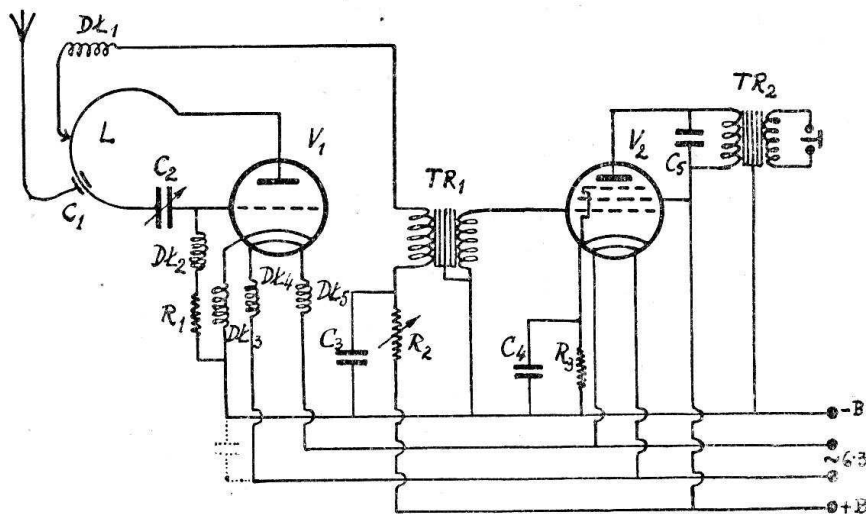 DŁ1
L
C1
C2
V1
DŁ2
R1
DŁ3
DŁ4
DŁ5
C3
R2
TR1
V2
C4
R3
C5
TR2
-B
~6·3
+B